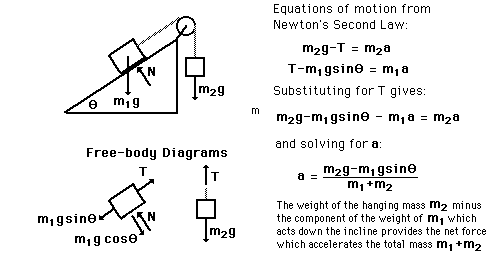 Equations of motion from
Newton's Second Law:
m₂g-T = m₂a
T-m₁gsinθ = m₁a
Substituting for T gives:
m₂g-m₁gsinθ - m₁a = m₂a
and solving for a:
a = m₂g-m₁gsinθ
m₁+m₂
The weight of the hanging mass m₂ minus
the component of the weight of m₁ which
acts down the incline provides the net force
which accelerates the total mass m₁+m₂
N
θ
m₁g
m₂g
m
Free-body Diagrams
T
T
m₁gsinθ
N
m₁g cosθ
m₂g